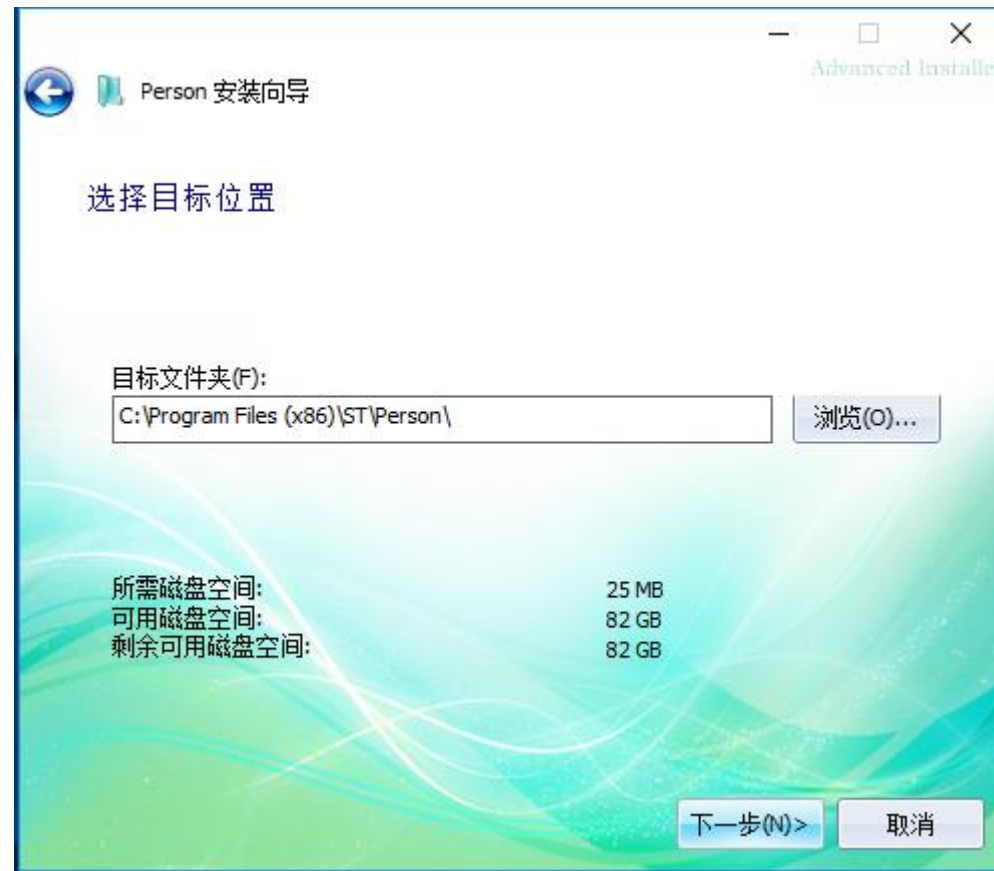 Advanced Installe
Person 安装向导
选择目标位置
目标文件夹(F):
C:\Program Files (x86)\ST\Person\
浏览(O)...
所需磁盘空间: 25 MB
可用磁盘空间: 82 GB
剩余可用磁盘空间: 82 GB
下一步(N)>
取消